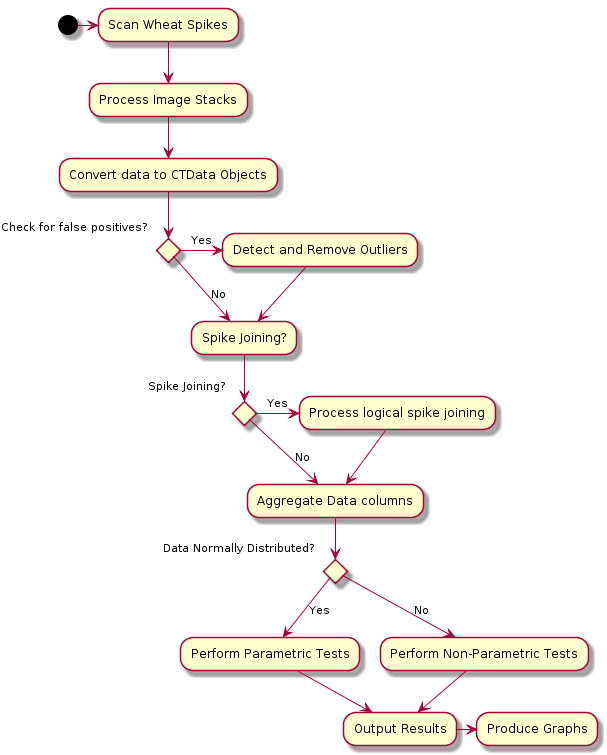 Scan Wheat Spikes
Process Image Stacks
Convert data to CTData Objects
Check for false positives?
Yes
Detect and Remove Outliers
No
Spike Joining?
Spike Joining?
Yes
Process logical spike joining
No
Aggregate Data columns
Data Normally Distributed?
Yes
No
Perform Parametric Tests
Perform Non-Parametric Tests
Output Results
Produce Graphs